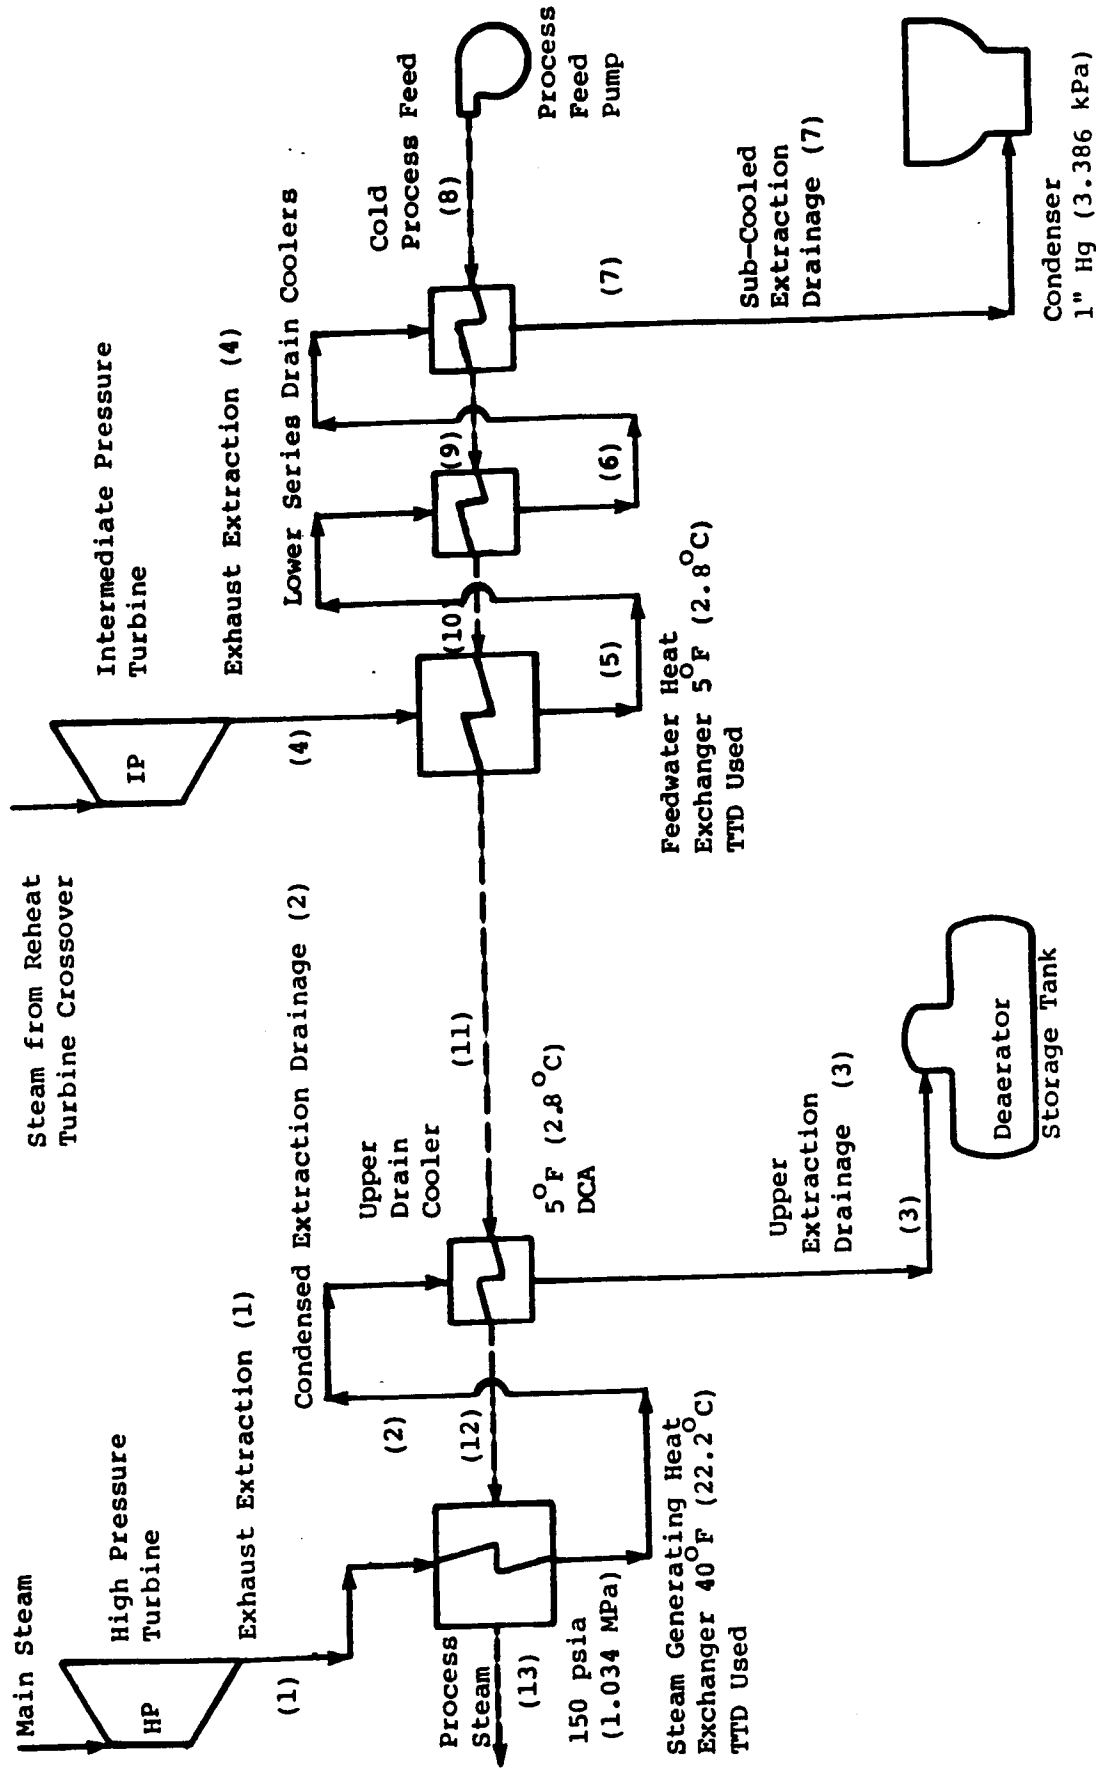 Main Steam
HP
High Pressure
Turbine
Exhaust Extraction (1)
(1)
Process
Steam
(13)
150 psia
(1.034 MPa)
Steam Generating Heat
Exchanger 40°F (22.2°C)
TTD Used
(2)
(12)
Condensed Extraction Drainage (2)
Upper
Drain
Cooler
5°F (2.8°C)
DCA
Upper
Extraction
Drainage (3)
(3)
Deaerator
Storage Tank
(11)
Steam from Reheat
Turbine Crossover
IP
Intermediate Pressure
Turbine
Exhaust Extraction (4)
(4)
Feedwater Heat
Exchanger 5°F (2.8°C)
TTD Used
(5)
(10)
Lower Series Drain Coolers
(6)
(9)
(7)
Sub-Cooled
Extraction
Drainage (7)
Cold
Process Feed
(8)
Process
Feed
Pump
Condenser
1" Hg (3.386 kPa)